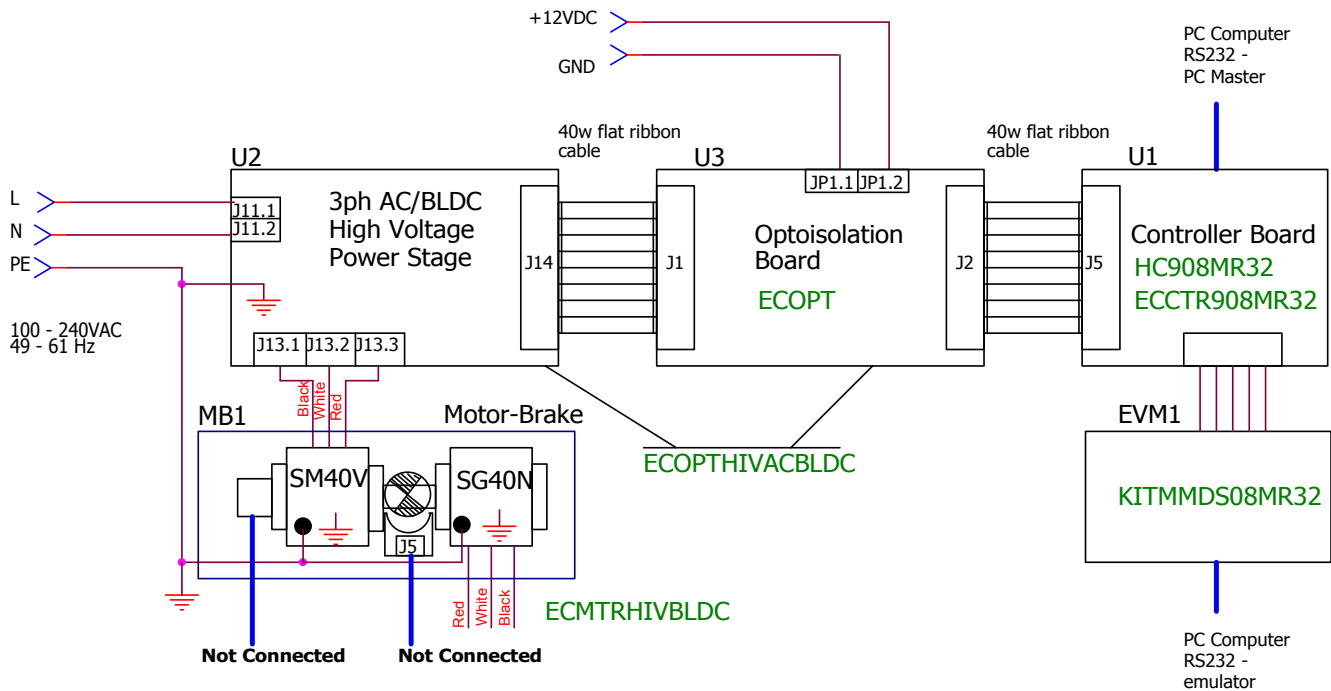 +12VDC
GND
PC Computer
RS232 -
PC Master
40w flat ribbon
cable
40w flat ribbon
cable
U2
U3
U1
L
N
PE
100 - 240VAC
49 - 61 Hz
J11.1
J11.2
3ph AC/BLDC
High Voltage
Power Stage
J14
J13.1
J13.2
J13.3
JP1.1
JP1.2
J1
Optoisolation
Board
ECOPT
J2
J5
Controller Board
HC908MR32
ECCTR908MR32
Black
White
Red
MB1
Motor-Brake
SM40V
SG40N
J5
ECOPTHIVACBLDC
EVM1
KITMMDS08MR32
Red
White
Black
ECMTRHIVBLDC
Not Connected
Not Connected
PC Computer
RS232 -
emulator